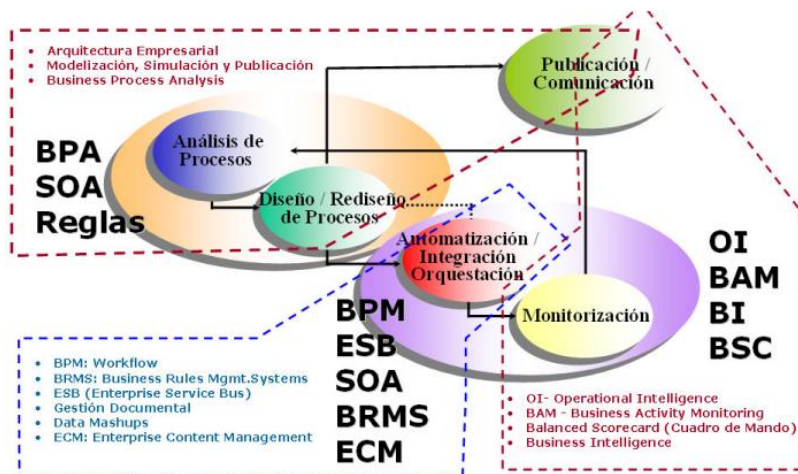 Arquitectura Empresarial
Modelización, Simulación y Publicación
Business Process Analysis
Publicación /
Comunicación
BPA
SOA
Reglas
Análisis de
Procesos
Diseño / Rediseño
de Procesos
Automatización /
Integración
Orquestación
Monitorización
OI
BAM
BI
BSC
BPM
ESB
SOA
BRMS
ECM
BPM: Workflow
BRMS: Business Rules Mgmt.Systems
ESB (Enterprise Service Bus)
Gestión Documental
Data Mashups
ECM: Enterprise Content Management
OI- Operational Intelligence
BAM - Business Activity Monitoring
Balanced Scorecard (Cuadro de Mando)
Business Intelligence